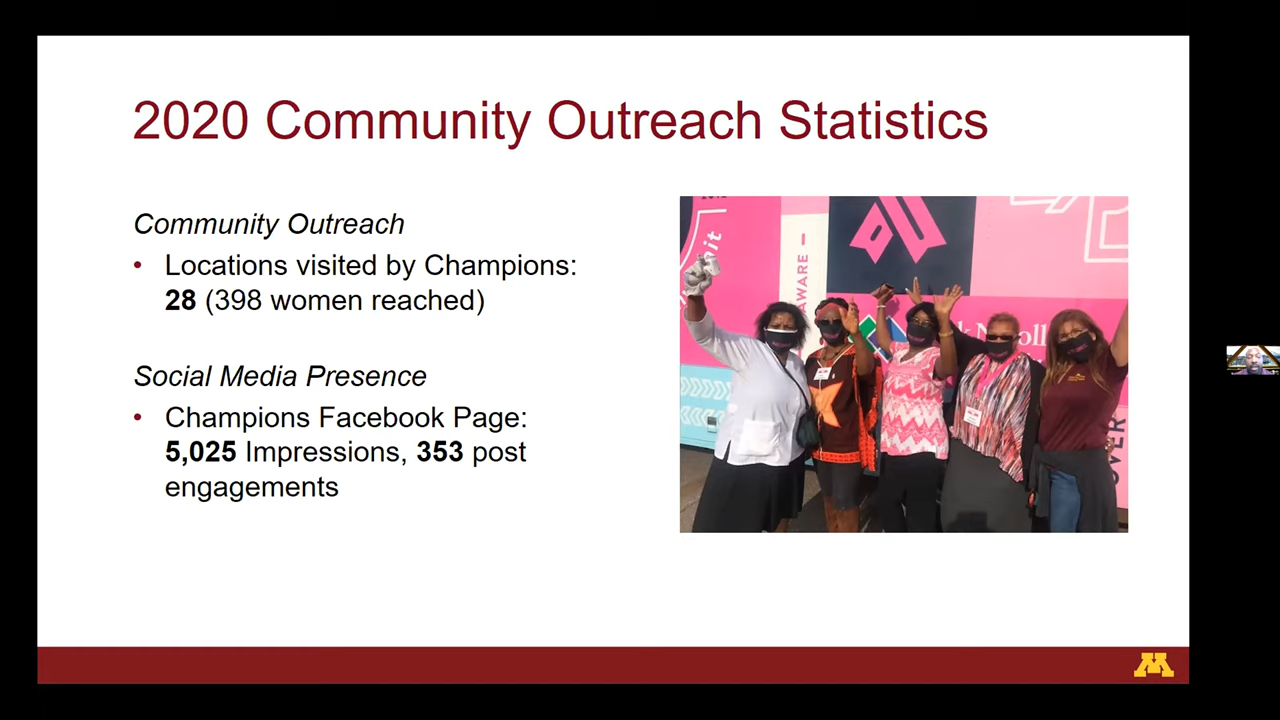 2020 Community Outreach Statistics
Community Outreach
• Locations visited by Champions:
28 (398 women reached)
Social Media Presence
• Champions Facebook Page:
5,025 Impressions, 353 post
engagements
AWARE
M